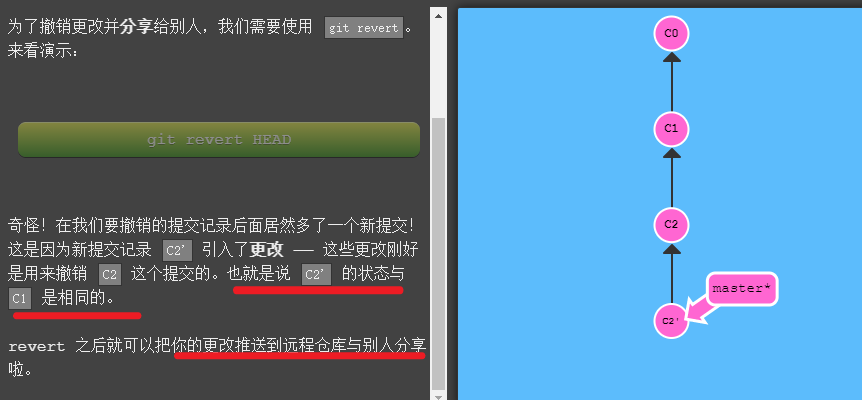 为了撤销更改并分享给别人，我们需要使用 git revert。
来看演示：
git revert HEAD
奇怪！在我们要撤销的提交记录后面居然多了一个新提交！
这是因为新提交记录 C2' 引入了更改 —— 这些更改刚好
是用来撤销 C2 这个提交的。也就是说 C2' 的状态与
C1 是相同的。
revert 之后就可以把你的更改推送到远程仓库与别人分享
啦。
C0
C1
C2
master*
C2'